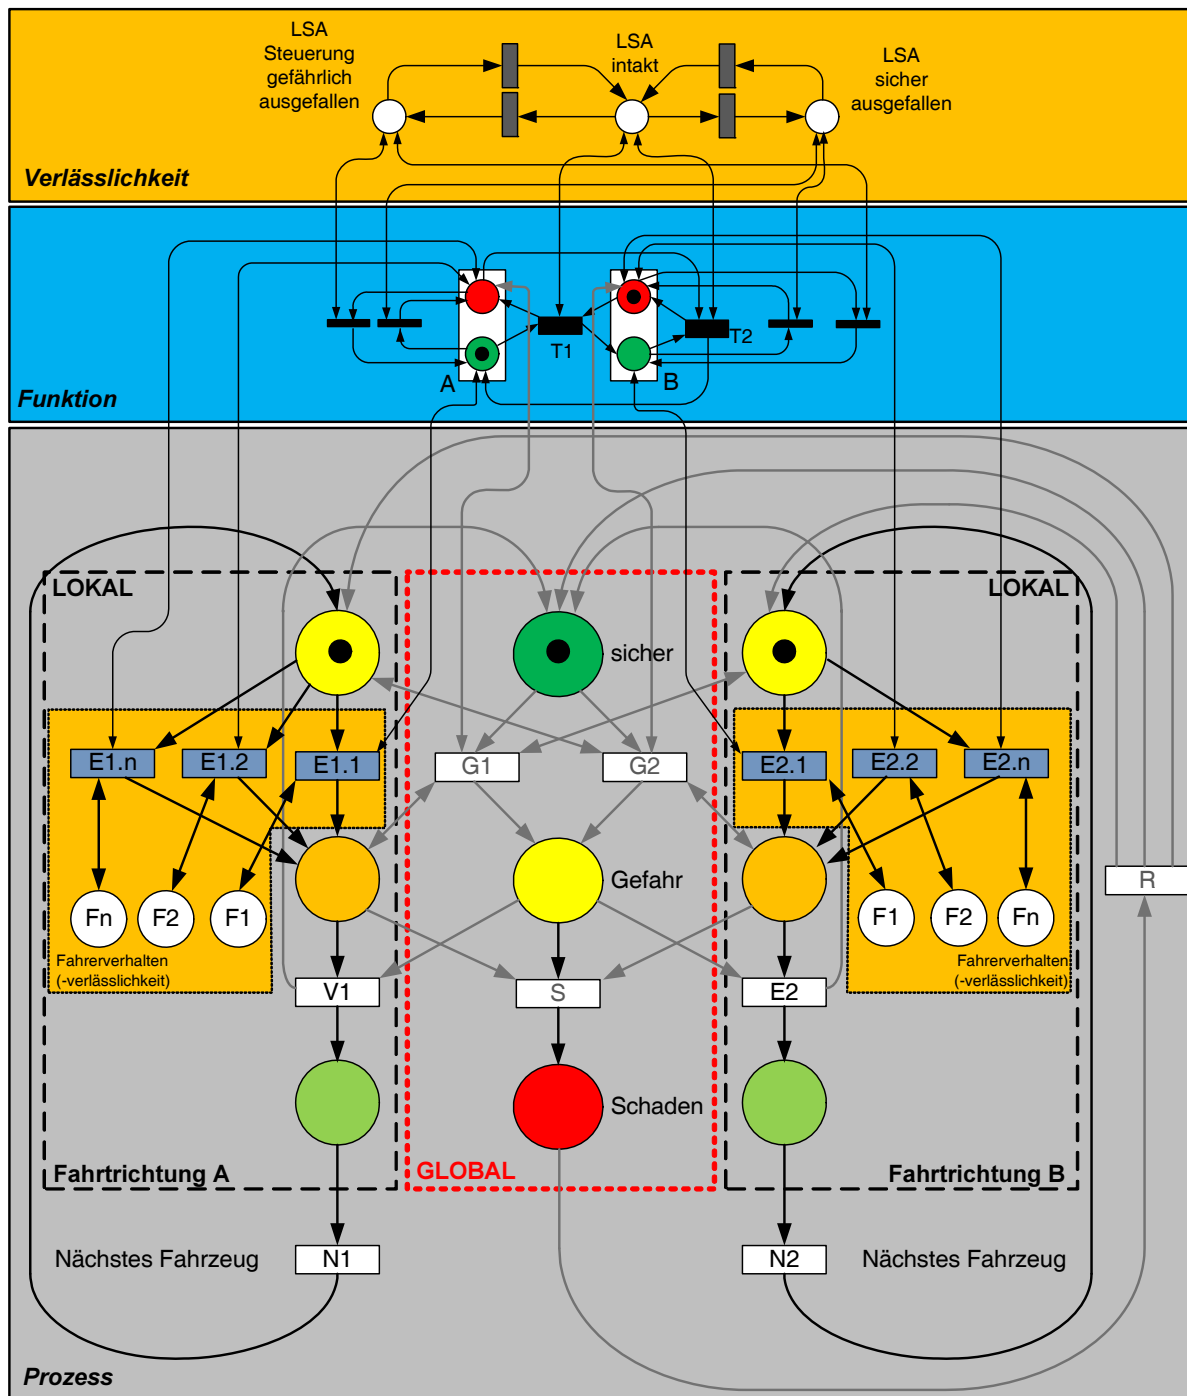 LSA
Steuerung
gefährlich
ausgefallen
LSA
intakt
LSA
sicher
ausgefallen
Verlässlichkeit
T1
T2
A
B
Funktion
LOKAL
LOKAL
sicher
E1.n
E1.2
E1.1
G1
G2
E2.1
E2.2
E2.n
Gefahr
R
Fn
F2
F1
F1
F2
Fn
Fahrerverhalten
(-verlässlichkeit)
Fahrerverhalten
(-verlässlichkeit)
V1
S
E2
Schaden
Fahrtrichtung A
GLOBAL
Fahrtrichtung B
Nächstes Fahrzeug
N1
N2
Nächstes Fahrzeug
Prozess